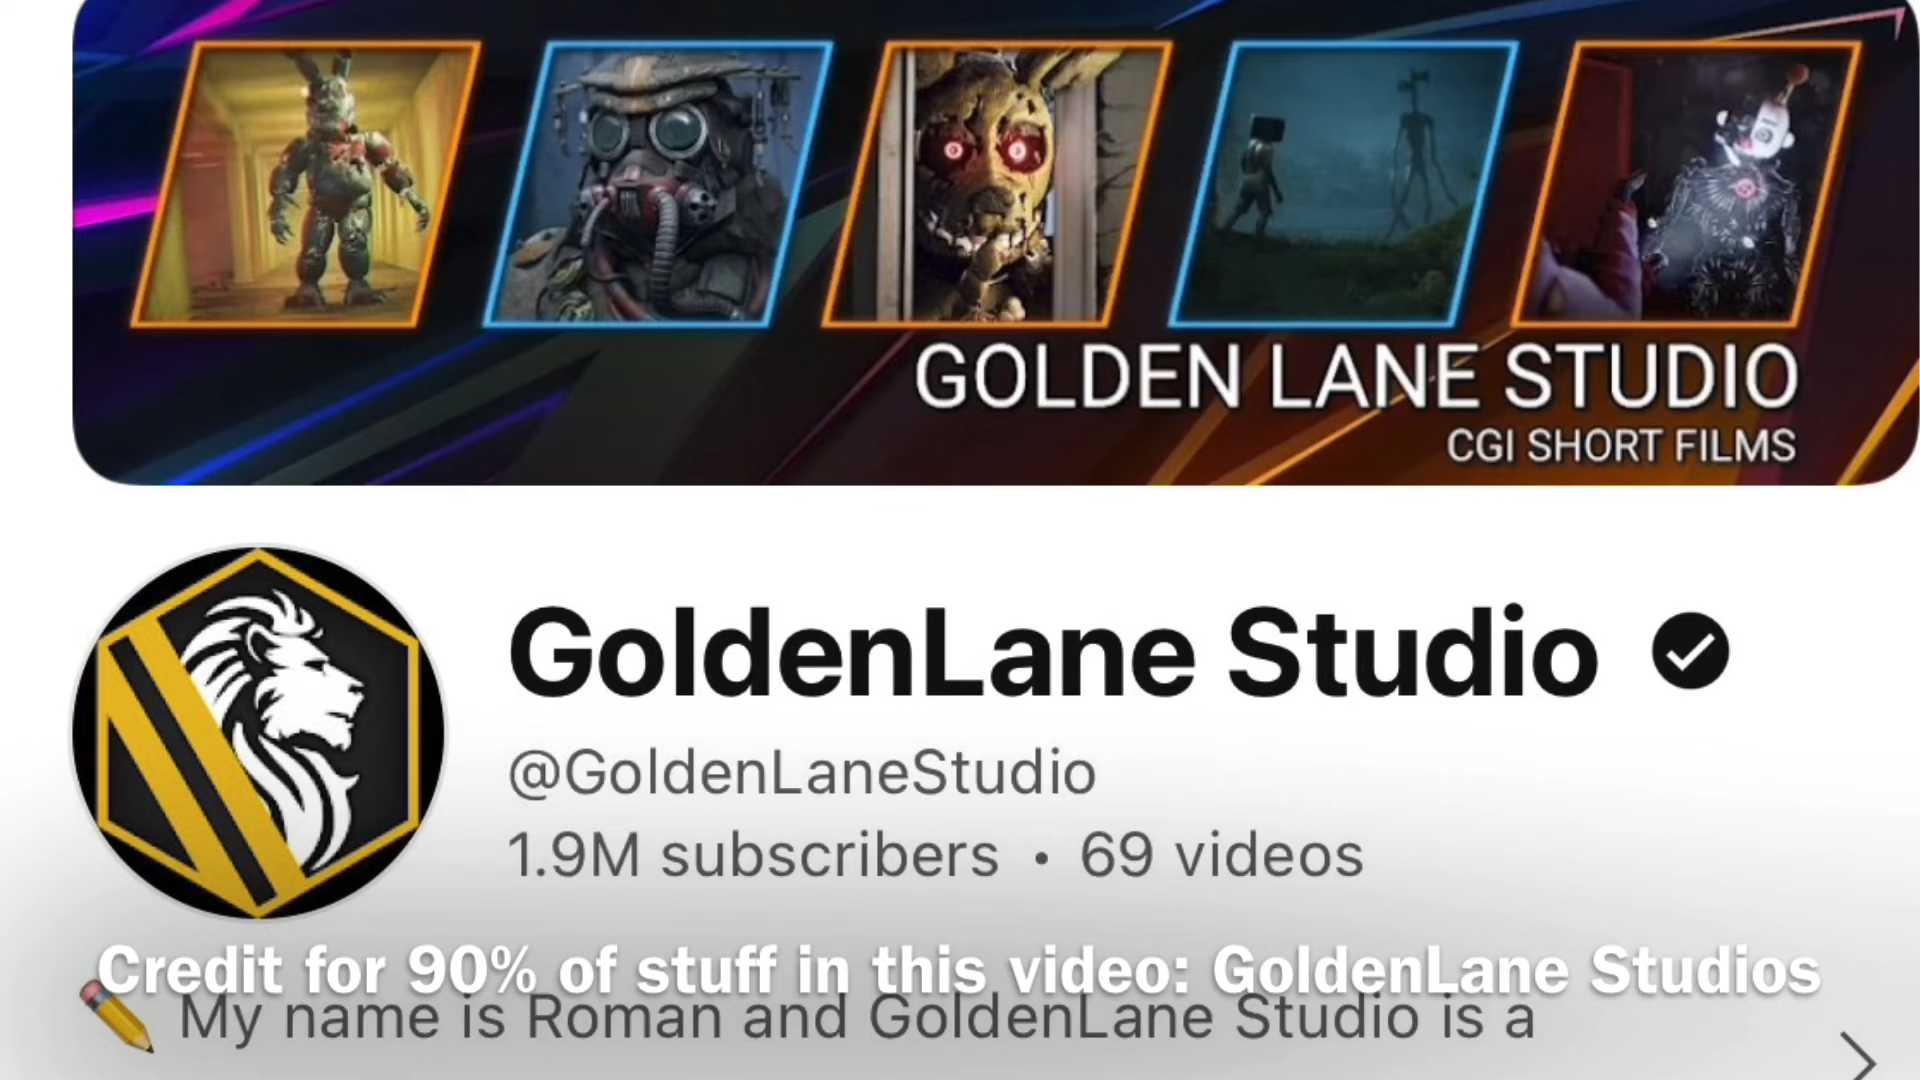 GOLDEN LANE STUDIO
CGI SHORT FILMS
GoldenLane Studio
@GoldenLaneStudio
1.9M subscribers • 69 videos
Credit for 90% of stuff in this video: GoldenLane Studios
My name is Roman and GoldenLane Studio is a